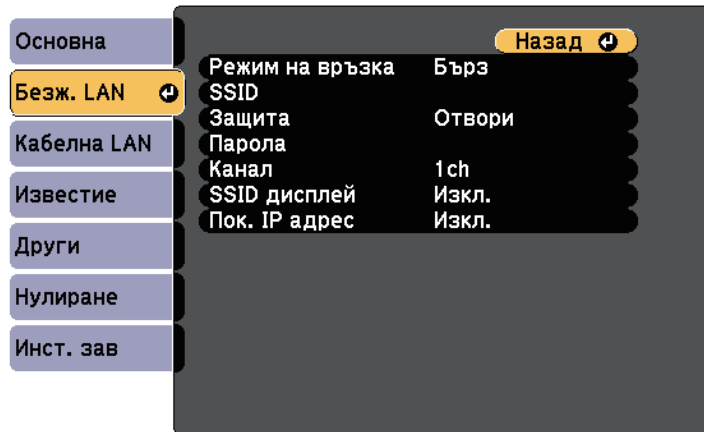 Основна
Безж. LAN
Кабелна LAN
Известие
Други
Нулиране
Инст. зав
Назад
Режим на връзка Бърз
SSID
Защита Отвори
Парола
Канал 1ch
SSID дисплей Изкл.
Пок. IP адрес Изкл.